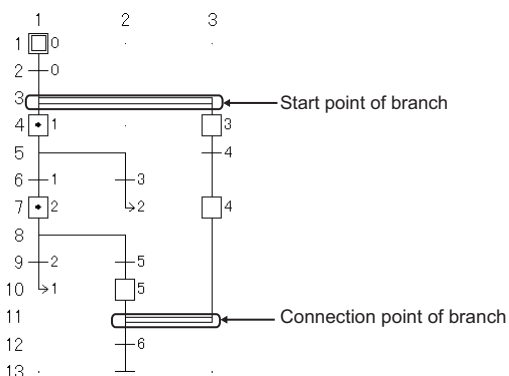 1 2 3
1 0
2 0
3 Start point of branch
4 1 3
5 4
6 1 3
7 2 2 4
8
9 2 5
10 1 5
11 Connection point of branch
12 6
13